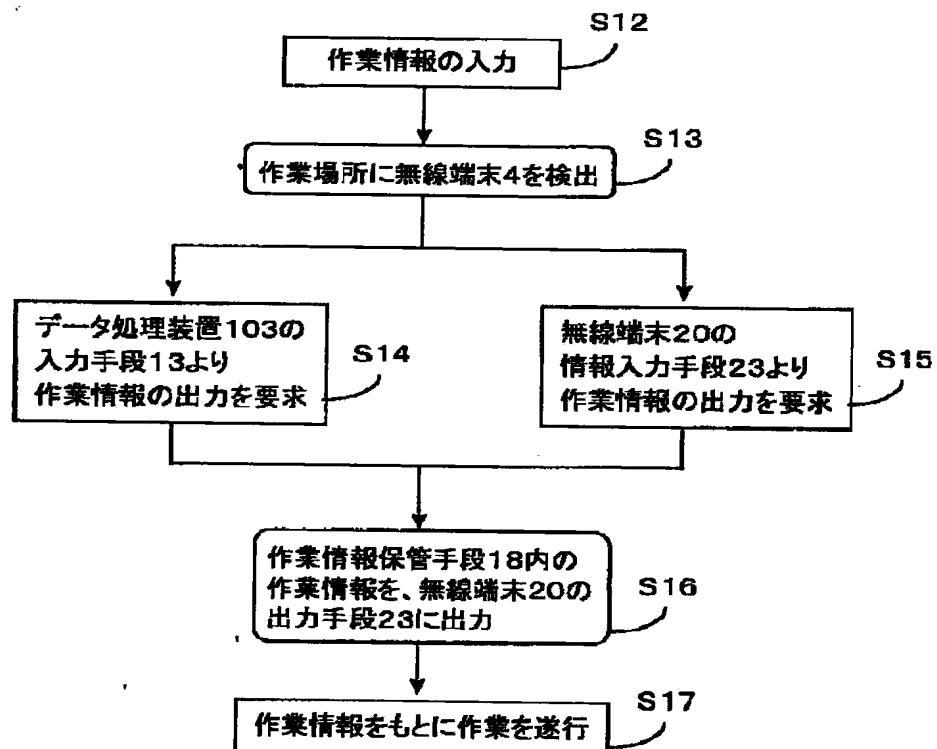 S12
作業情報の入力
S13
作業場所に無線端末4を検出
データ処理装置103の
入力手段13より
作業情報の出力を要求
S14
無線端末20の
情報入力手段23より
作業情報の出力を要求
S15
作業情報保管手段18内の
作業情報を、無線端末20の
出力手段23に出力
S16
S17
作業情報をもとに作業を遂行